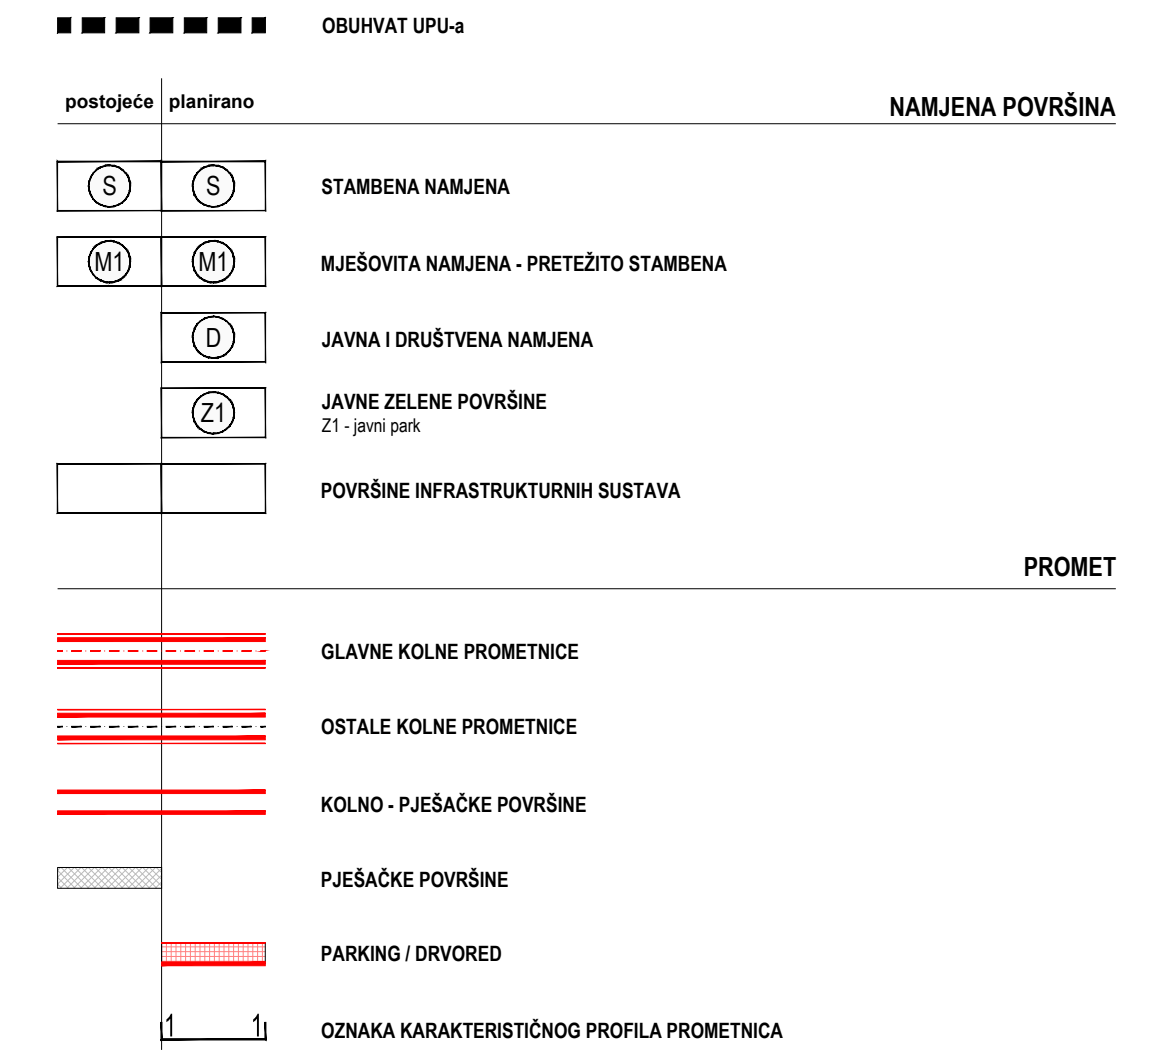 OBUHVAT UPU-a
postojeće planirano
NAMJENA POVRŠINA
S S STAMBENA NAMJENA
M1 M1 MJEŠOVITA NAMJENA - PRETEŽITO STAMBENA
D JAVNA I DRUŠTVENA NAMJENA
Z1 JAVNE ZELENE POVRŠINE
Z1 - javni park
POVRŠINE INFRASTRUKTURNIH SUSTAVA
PROMET
GLAVNE KOLNE PROMETNICE
OSTALE KOLNE PROMETNICE
KOLNO - PJEŠAČKE POVRŠINE
PJEŠAČKE POVRŠINE
PARKING / DRVORED
1 1 OZNAKA KARAKTERISTIČNOG PROFILA PROMETNICA